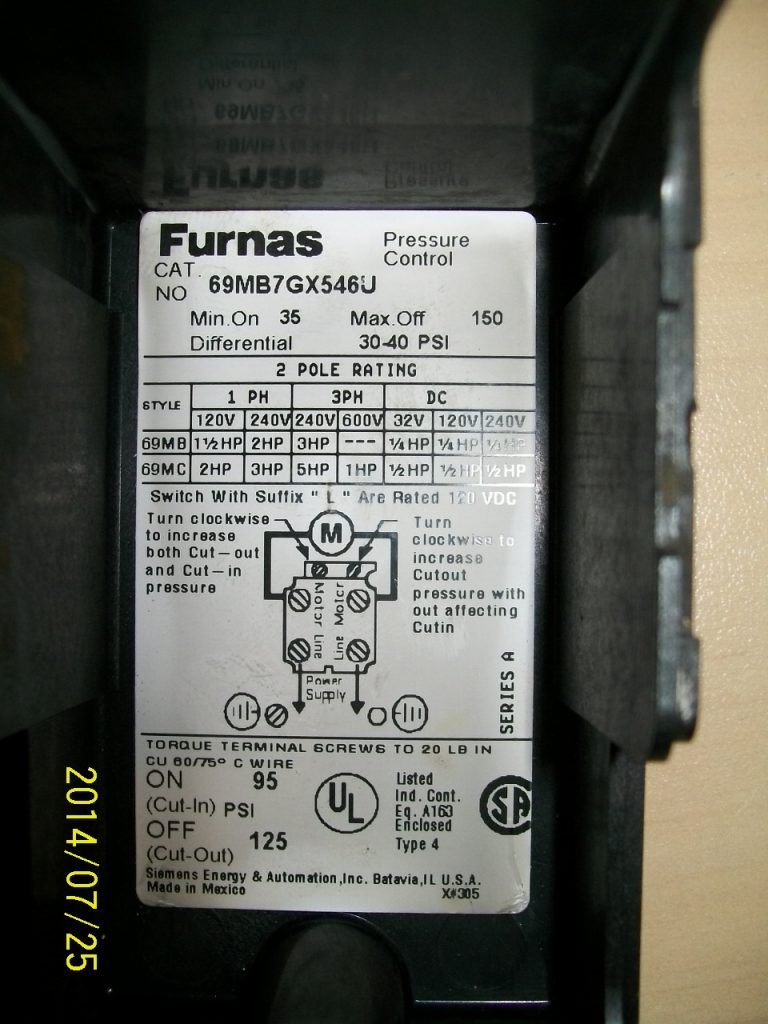 Furnas
Pressure
Control
CAT.
NO 69MB7GX546U
Min.On 35 Max.Off 150
Differential 30-40 PSI
2 POLE RATING
STYLE 1 PH 3PH DC
120V 240V 240V 600V 32V 120V 240V
69MB 1½HP 2HP 3HP --- ¼HP ¼HP ¼HP
69MC 2HP 3HP 5HP 1HP ½HP ½HP ½HP
Switch With Suffix " L " Are Rated 120 VDC
Turn clockwise
to increase
both Cut-out
and Cut-in
pressure
M
Turn
clockwise to
increase
Cutout
pressure with
out affecting
Cutin
Motor Line
Line Motor
Power
Supply
SERIES A
TORQUE TERMINAL SCREWS TO 20 LB IN
CU 60/75° C WIRE
ON 95
(Cut-In) PSI
OFF 125
(Cut-Out)
UL
Listed
Ind. Cont.
Eq. A163
Enclosed
Type 4
SA
Siemens Energy & Automation,Inc. Batavia,IL U.S.A.
Made in Mexico X#305
2014/07/25